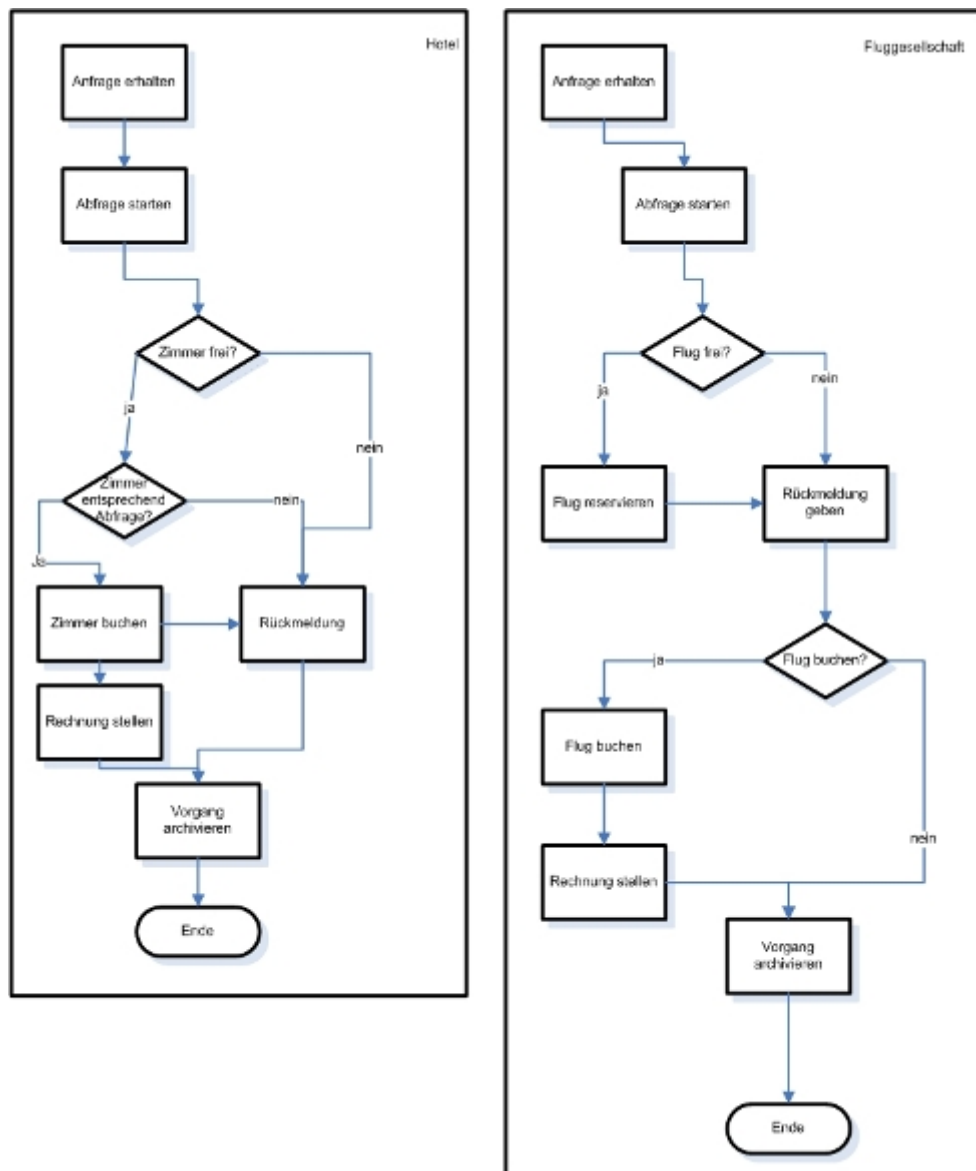 Hotel
Anfrage erhalten
Abfrage starten
Zimmer frei?
ja
nein
Zimmer
entsprechend
Abfrage?
nein
Ja
Zimmer buchen
Rückmeldung
Rechnung stellen
Vorgang
archivieren
Ende
Fluggesellschaft
Anfrage erhalten
Abfrage starten
Flug frei?
ja
nein
Flug reservieren
Rückmeldung
geben
Flug buchen?
ja
Flug buchen
nein
Rechnung stellen
Vorgang
archivieren
Ende